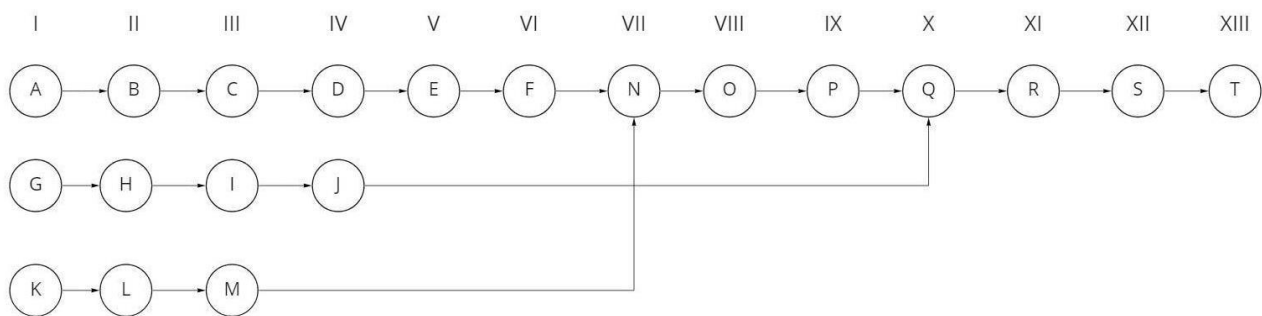 I II III IV V VI VII VIII IX X XI XII XIII
A B C D E F N O P Q R S T
G H I J
K L M